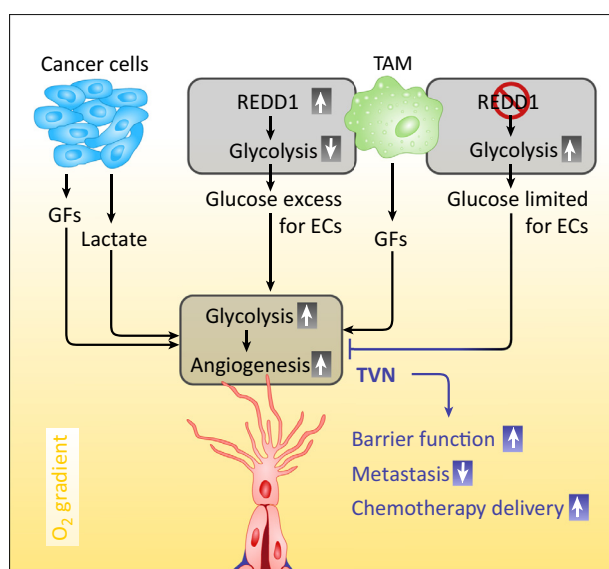 Cancer cells
TAM
REDD1
Glycolysis
REDD1
Glycolysis
Glucose excess
for ECs
Glucose limited
for ECs
GFs
Lactate
GFs
Glycolysis
Angiogenesis
TVN
Barrier function
Metastasis
Chemotherapy delivery
O₂ gradient